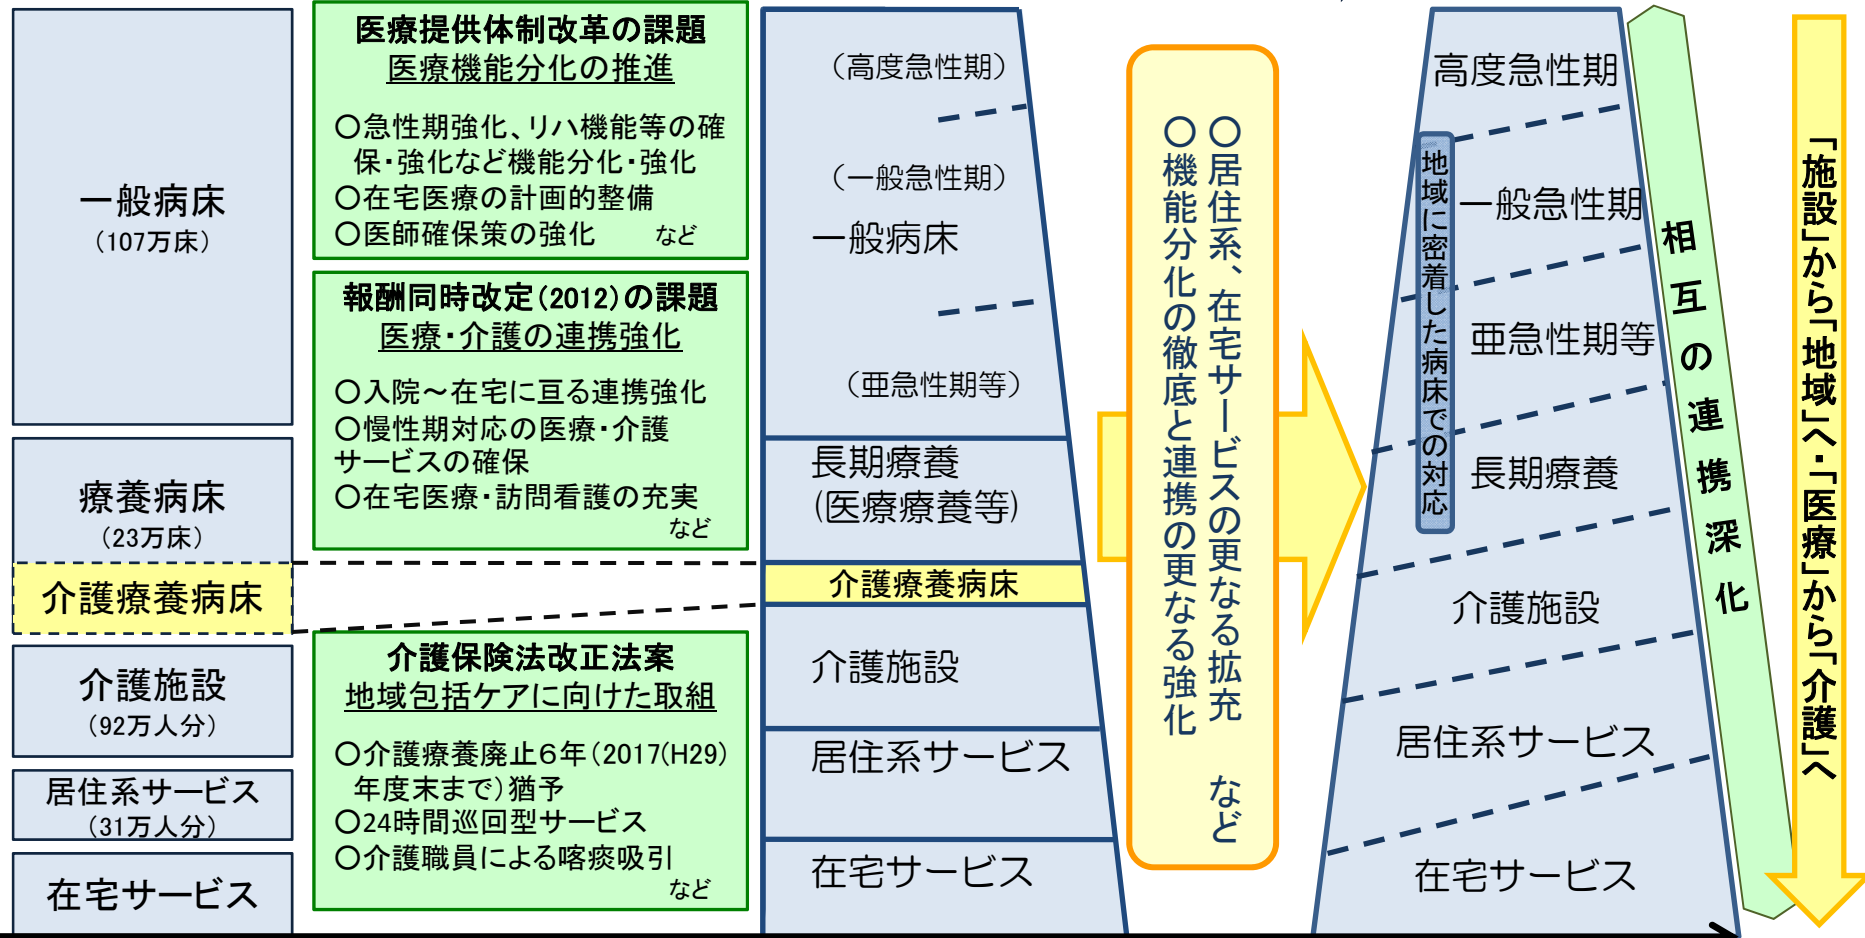 一般病床
（107万床）
療養病床
（23万床）
介護療養病床
介護施設
（92万人分）
居住系サービス
（31万人分）
在宅サービス
医療提供体制改革の課題
医療機能分化の推進
○急性期強化、リハ機能等の確
保・強化など機能分化・強化
○在宅医療の計画的整備
○医師確保策の強化　　など
報酬同時改定（2012）の課題
医療・介護の連携強化
○入院～在宅に亘る連携強化
○慢性期対応の医療・介護
サービスの確保
○在宅医療・訪問看護の充実
など
介護保険法改正法案
地域包括ケアに向けた取組
○介護療養廃止６年（2017(H29)
年度末まで）猶予
○24時間巡回型サービス
○介護職員による喀痰吸引
など
（高度急性期）
（一般急性期）
一般病床
（亜急性期等）
長期療養
（医療療養等）
介護療養病床
介護施設
居住系サービス
在宅サービス
○居住系、在宅サービスの更なる拡充　など
○機能分化の徹底と連携の更なる強化
高度急性期
一般急性期
亜急性期等
長期療養
介護施設
居住系サービス
在宅サービス
地域に密着した病床での対応
相互の連携深化
「施設」から「地域」へ・「医療」から「介護」へ